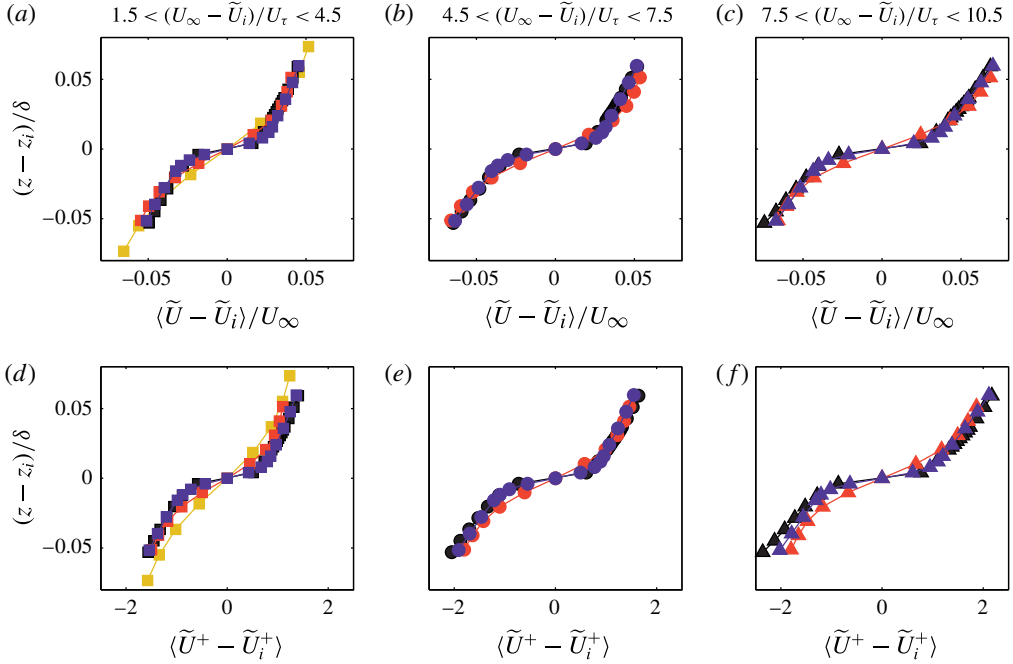 (a) 1.5 < (U∞ − Ũi)/Uτ < 4.5
(b) 4.5 < (U∞ − Ũi)/Uτ < 7.5
(c) 7.5 < (U∞ − Ũi)/Uτ < 10.5
(z − zi)/δ
0.05
0
−0.05
−0.05 0 0.05
−0.05 0 0.05
−0.05 0 0.05
⟨Ũ − Ũi⟩/U∞
⟨Ũ − Ũi⟩/U∞
⟨Ũ − Ũi⟩/U∞
(d)
(e)
(f)
(z − zi)/δ
0.05
0
−0.05
−2 0 2
−2 0 2
−2 0 2
⟨Ũ+ − Ũi+⟩
⟨Ũ+ − Ũi+⟩
⟨Ũ+ − Ũi+⟩